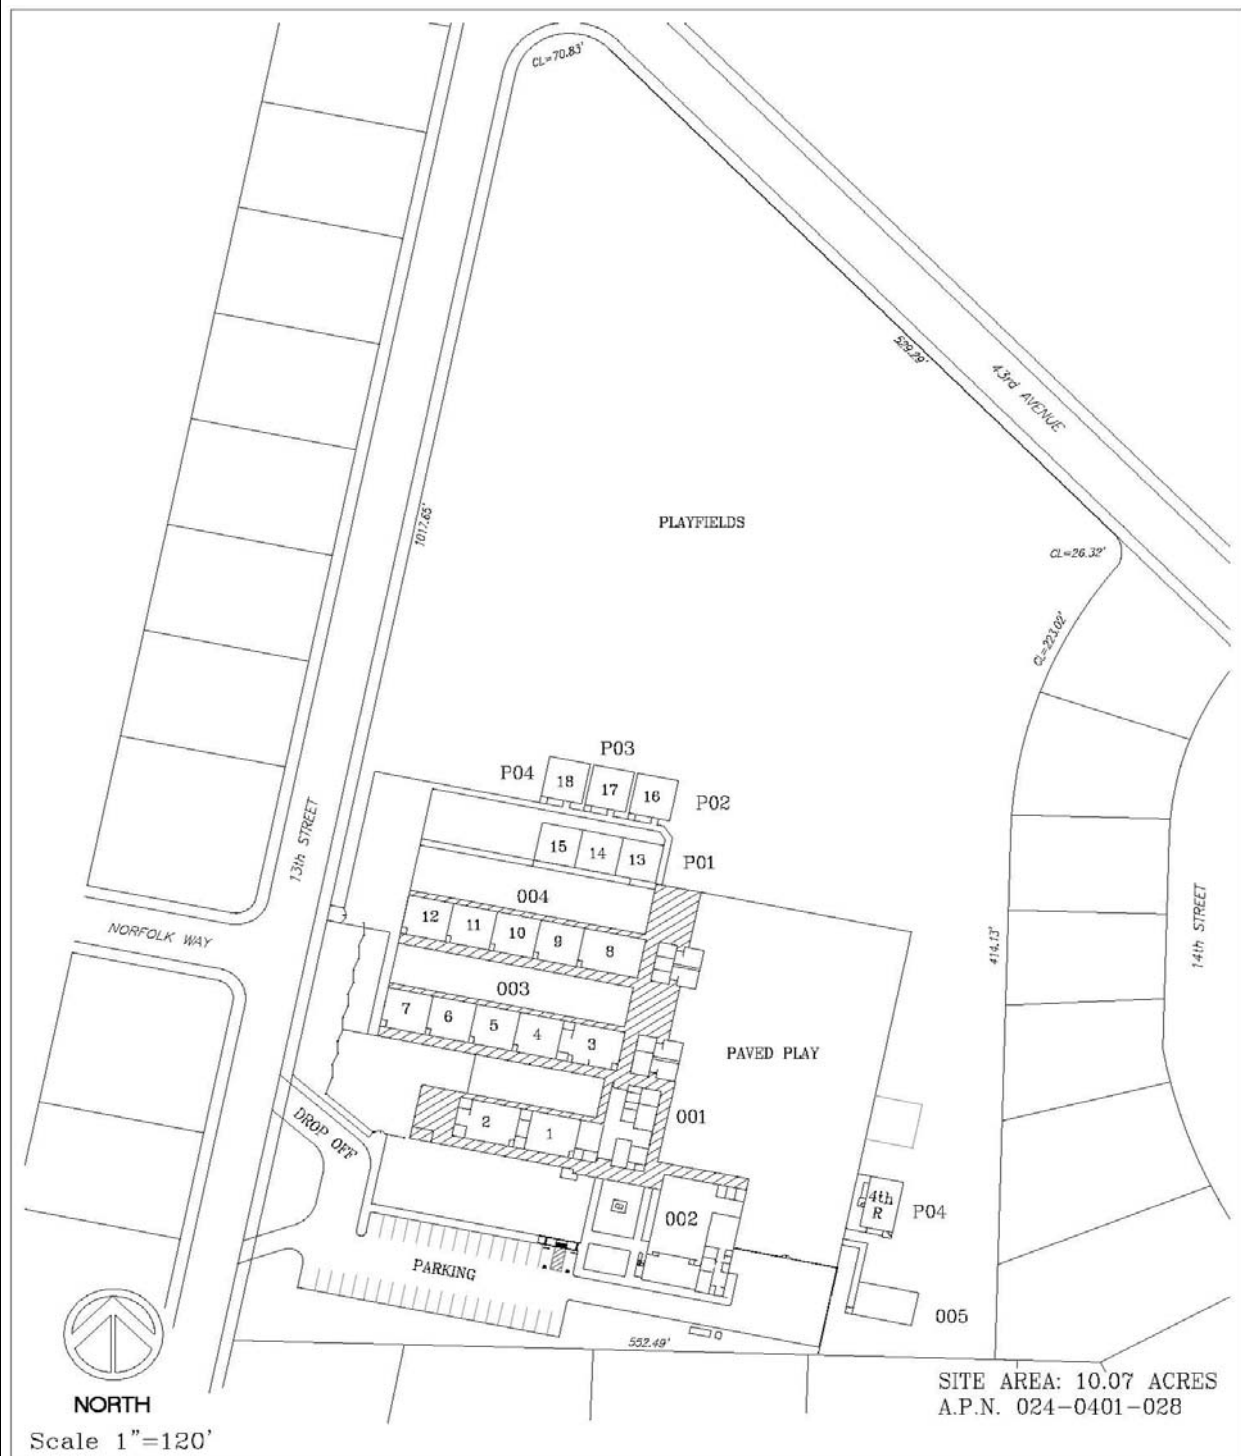 CL=70.83'
529.29'
43rd AVENUE
1017.65'
PLAYFIELDS
CL=26.32'
CL=223.02'
P03
P04
18
17
16
P02
13th STREET
15
14
13
P01
004
12
11
10
9
8
NORFOLK WAY
14th STREET
414.13'
003
7
6
5
4
3
PAVED PLAY
001
DROP OFF
2
1
4th
R
P04
002
PARKING
005
552.49'
SITE AREA: 10.07 ACRES
A.P.N. 024-0401-028
NORTH
Scale 1"=120'